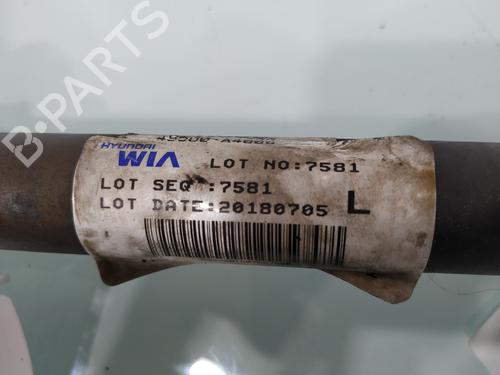 HYUNDAI
WIA
LOT NO:7581
LOT SEQ :7581
LOT DATE:20180705 L
B-PARTS